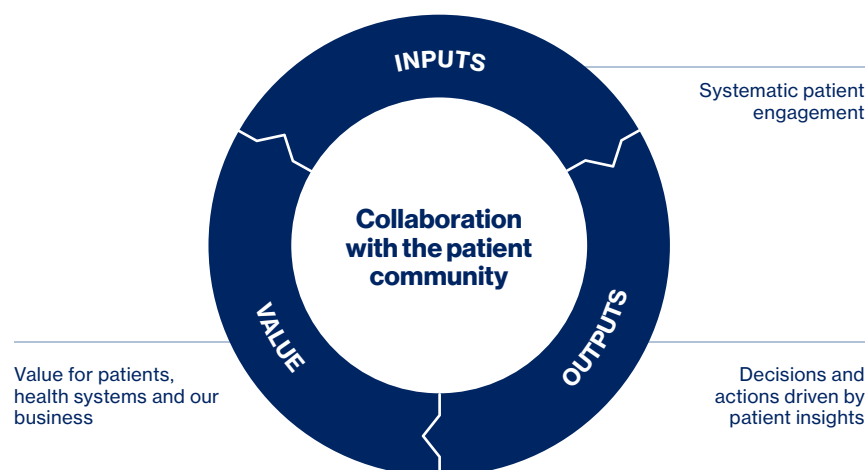 INPUTS
Systematic patient
engagement
Collaboration
with the patient
community
VALUE
OUTPUTS
Value for patients,
health systems and our
business
Decisions and
actions driven by
patient insights